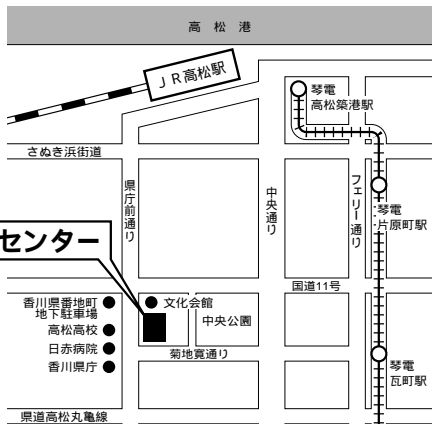 高松港
JR高松駅
琴電
高松築港駅
さぬき浜街道
県庁前通り
中央通り
フェリー通り
琴電
片原町駅
センター
国道11号
香川県番地町
地下駐車場
文化会館
中央公園
高松高校
日赤病院
菊地寛通り
香川県庁
琴電
瓦町駅
県道高松丸亀線